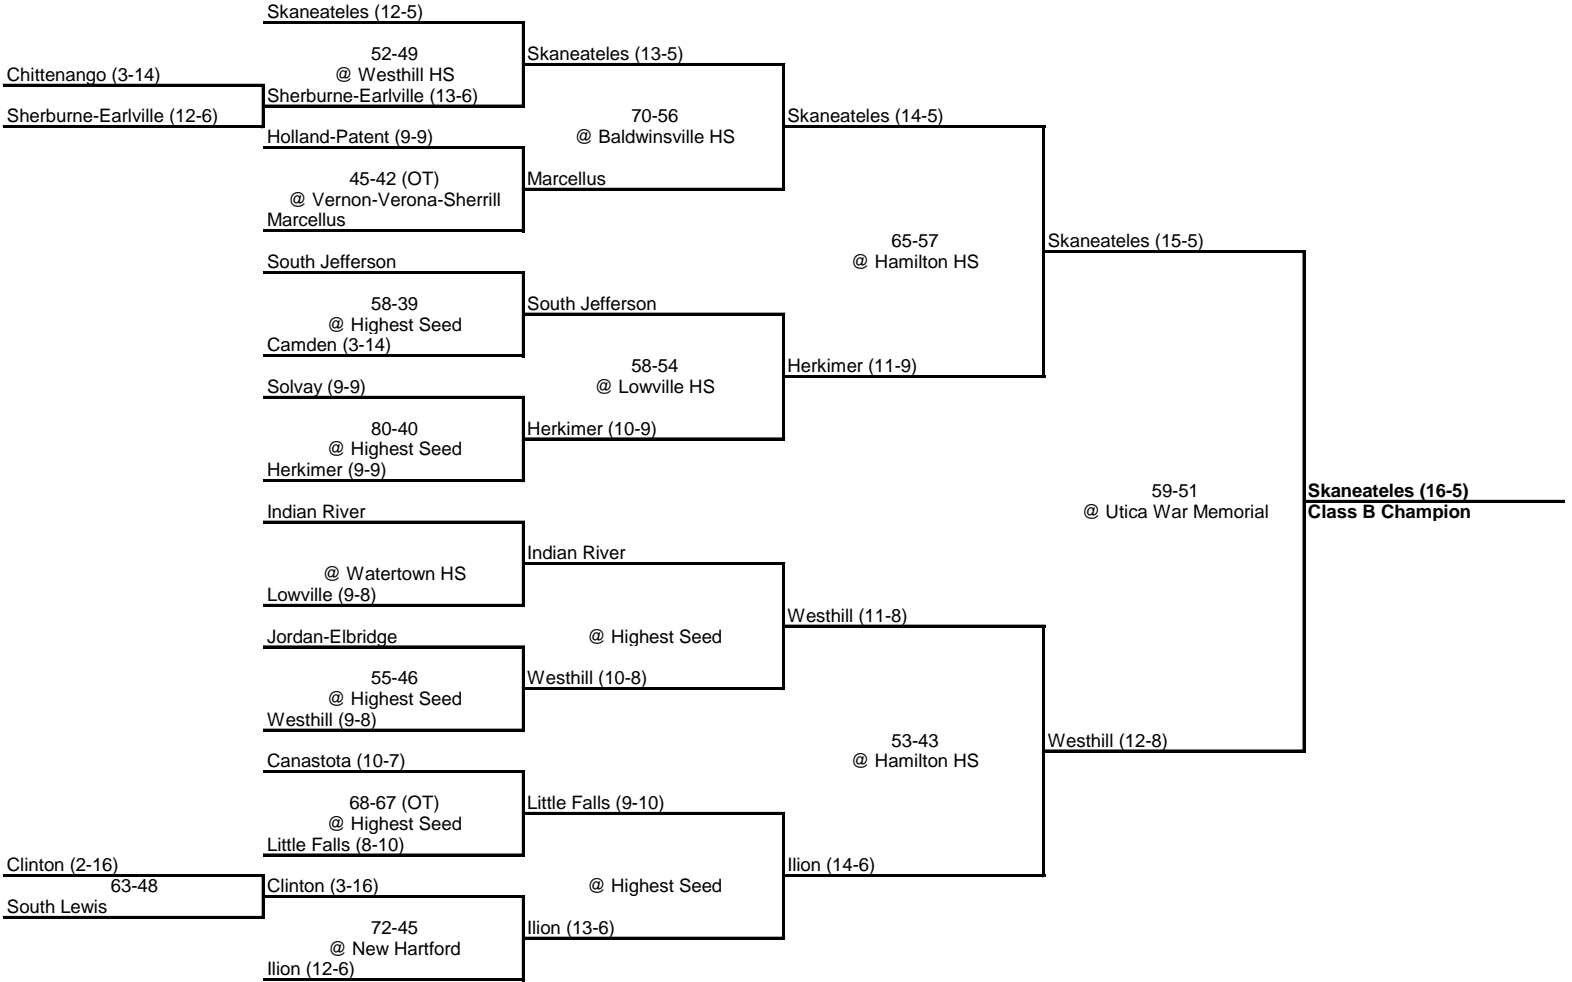 Skaneateles (12-5)
52-49
@ Westhill HS
Skaneateles (13-5)
Chittenango (3-14)
Sherburne-Earlville (13-6)
Sherburne-Earlville (12-6)
70-56
@ Baldwinsville HS
Skaneateles (14-5)
Holland-Patent (9-9)
45-42 (OT)
@ Vernon-Verona-Sherrill
Marcellus
Marcellus
65-57
@ Hamilton HS
Skaneateles (15-5)
South Jefferson
58-39
@ Highest Seed
South Jefferson
Camden (3-14)
58-54
@ Lowville HS
Herkimer (11-9)
Solvay (9-9)
80-40
@ Highest Seed
Herkimer (10-9)
Herkimer (9-9)
59-51
@ Utica War Memorial
Skaneateles (16-5)
Class B Champion
Indian River
Indian River
@ Watertown HS
Lowville (9-8)
Westhill (11-8)
Jordan-Elbridge
@ Highest Seed
55-46
@ Highest Seed
Westhill (10-8)
Westhill (9-8)
53-43
@ Hamilton HS
Westhill (12-8)
Canastota (10-7)
68-67 (OT)
@ Highest Seed
Little Falls (9-10)
Little Falls (8-10)
Clinton (2-16)
63-48
South Lewis
Clinton (3-16)
@ Highest Seed
Ilion (14-6)
72-45
@ New Hartford
Ilion (13-6)
Ilion (12-6)